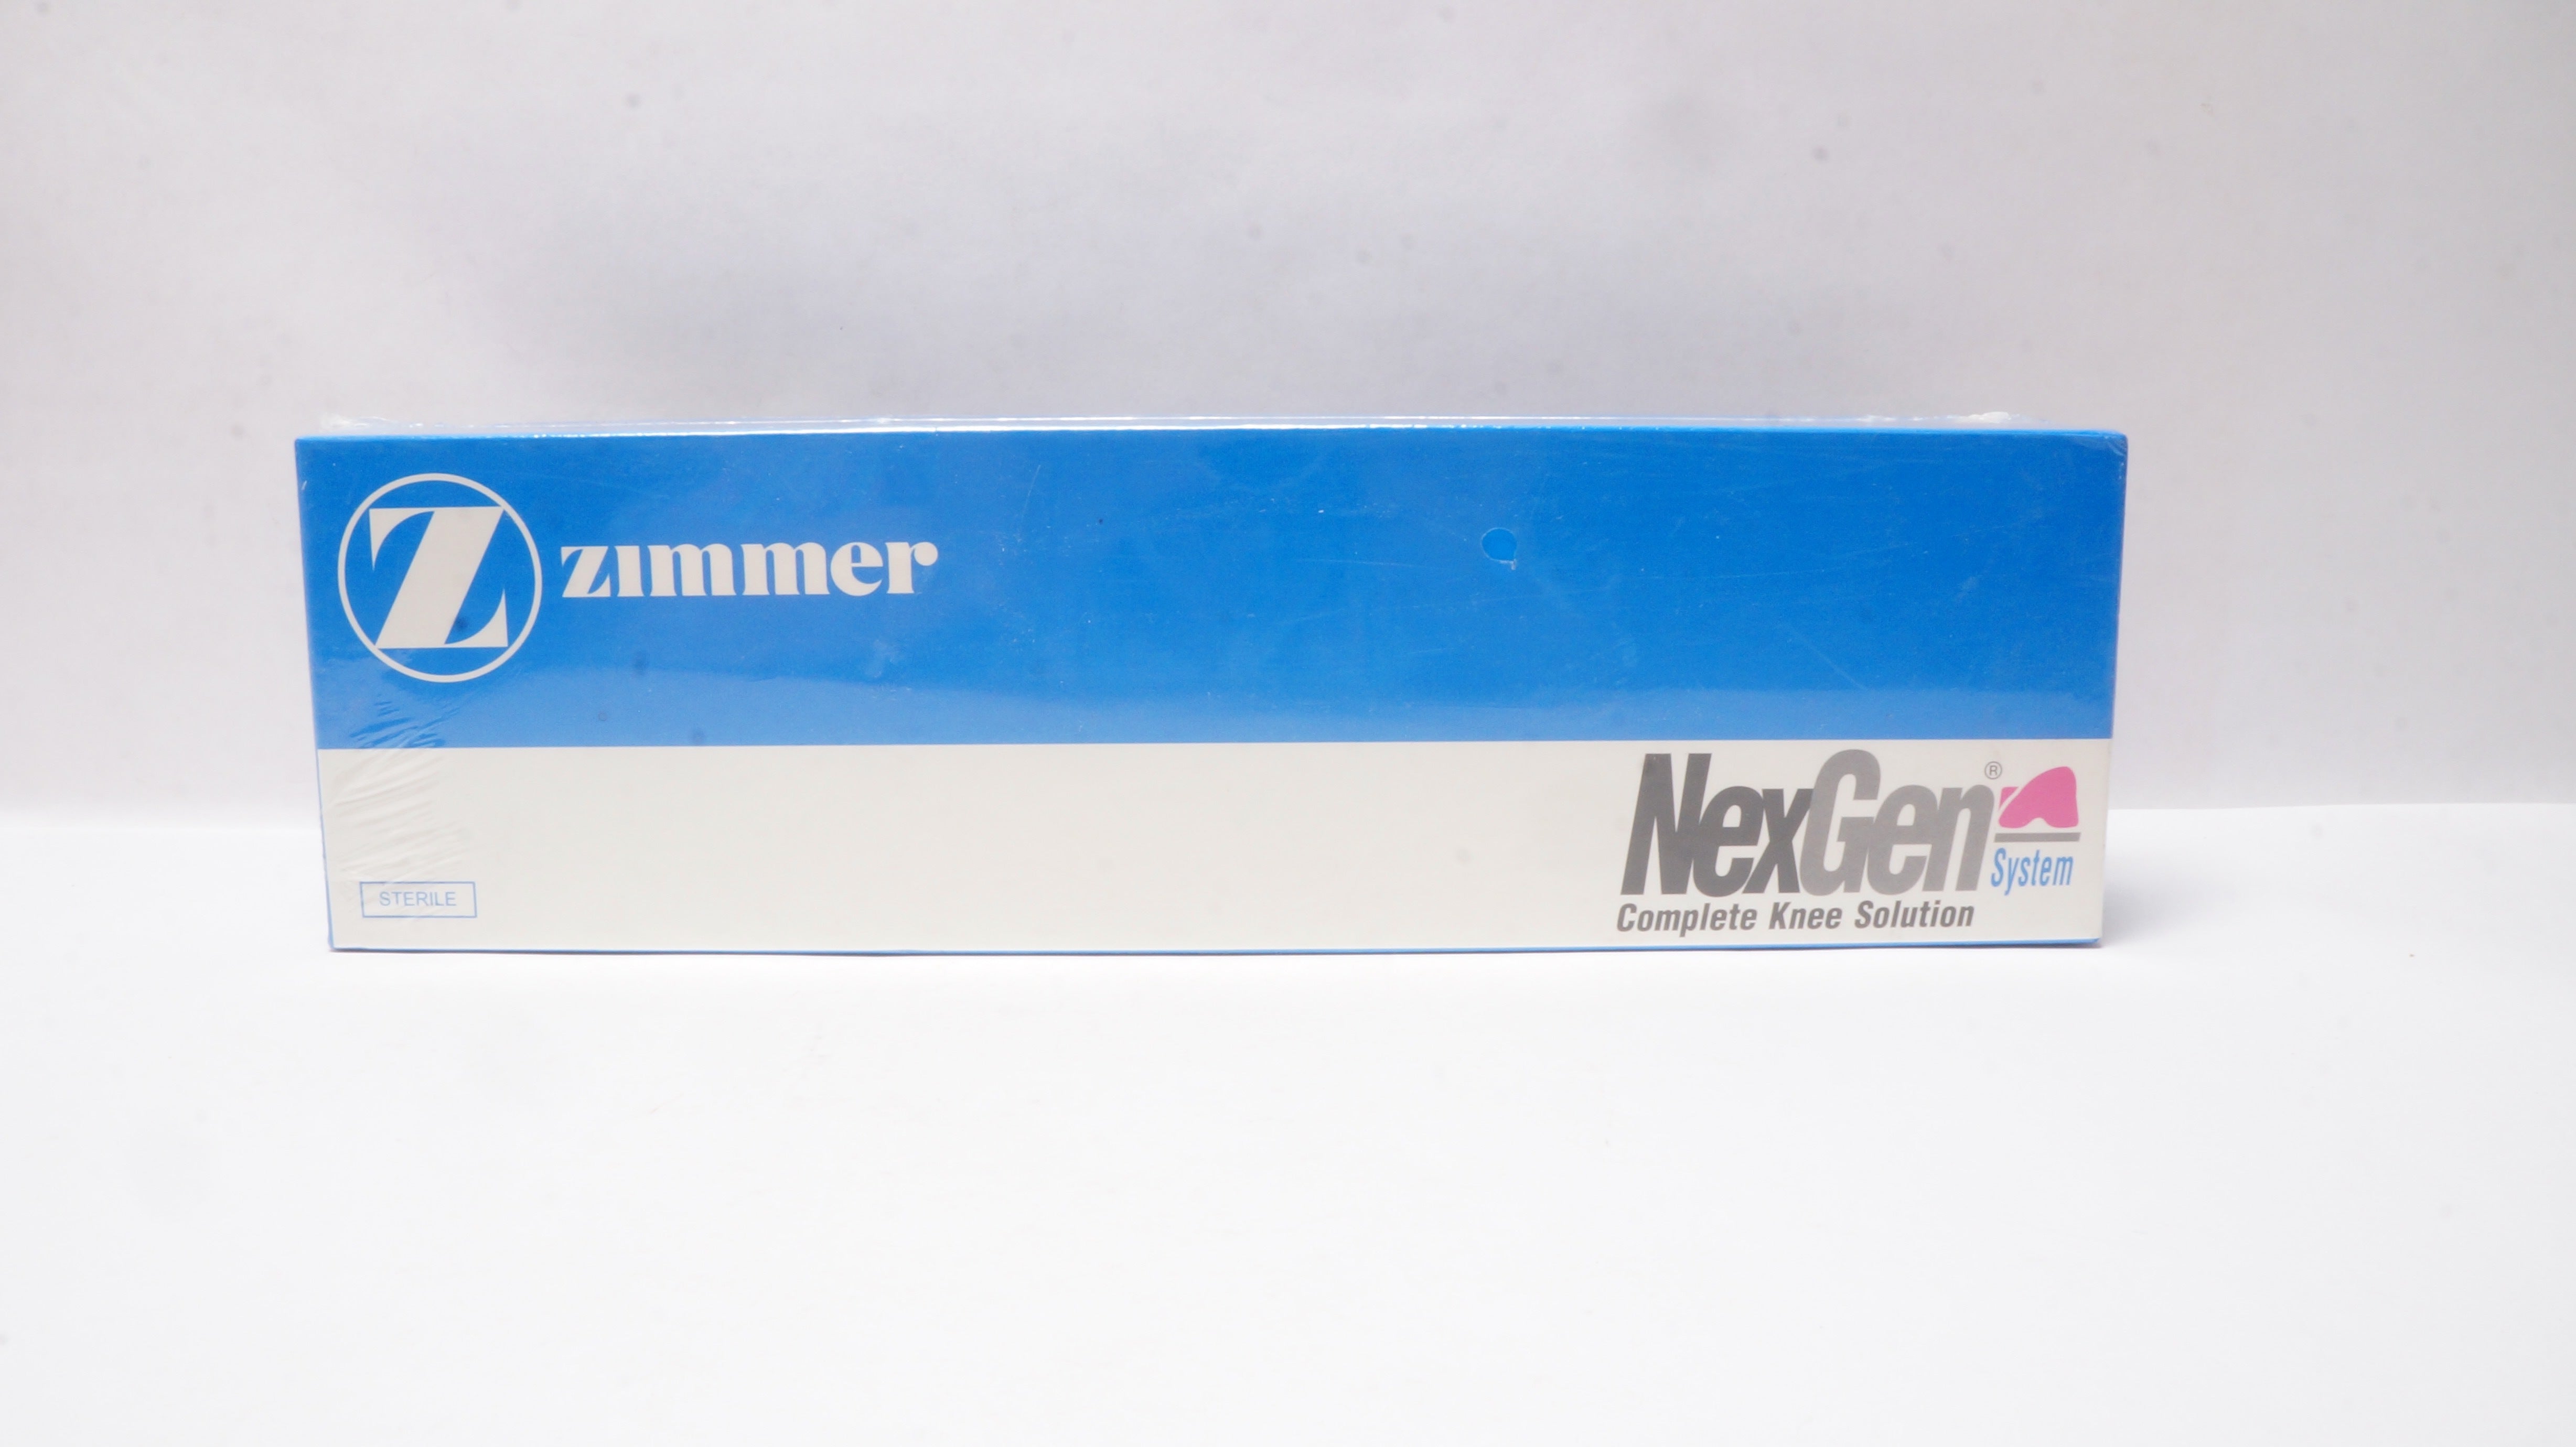 Z zimmer
NexGen®
System
Complete Knee Solution
STERILE